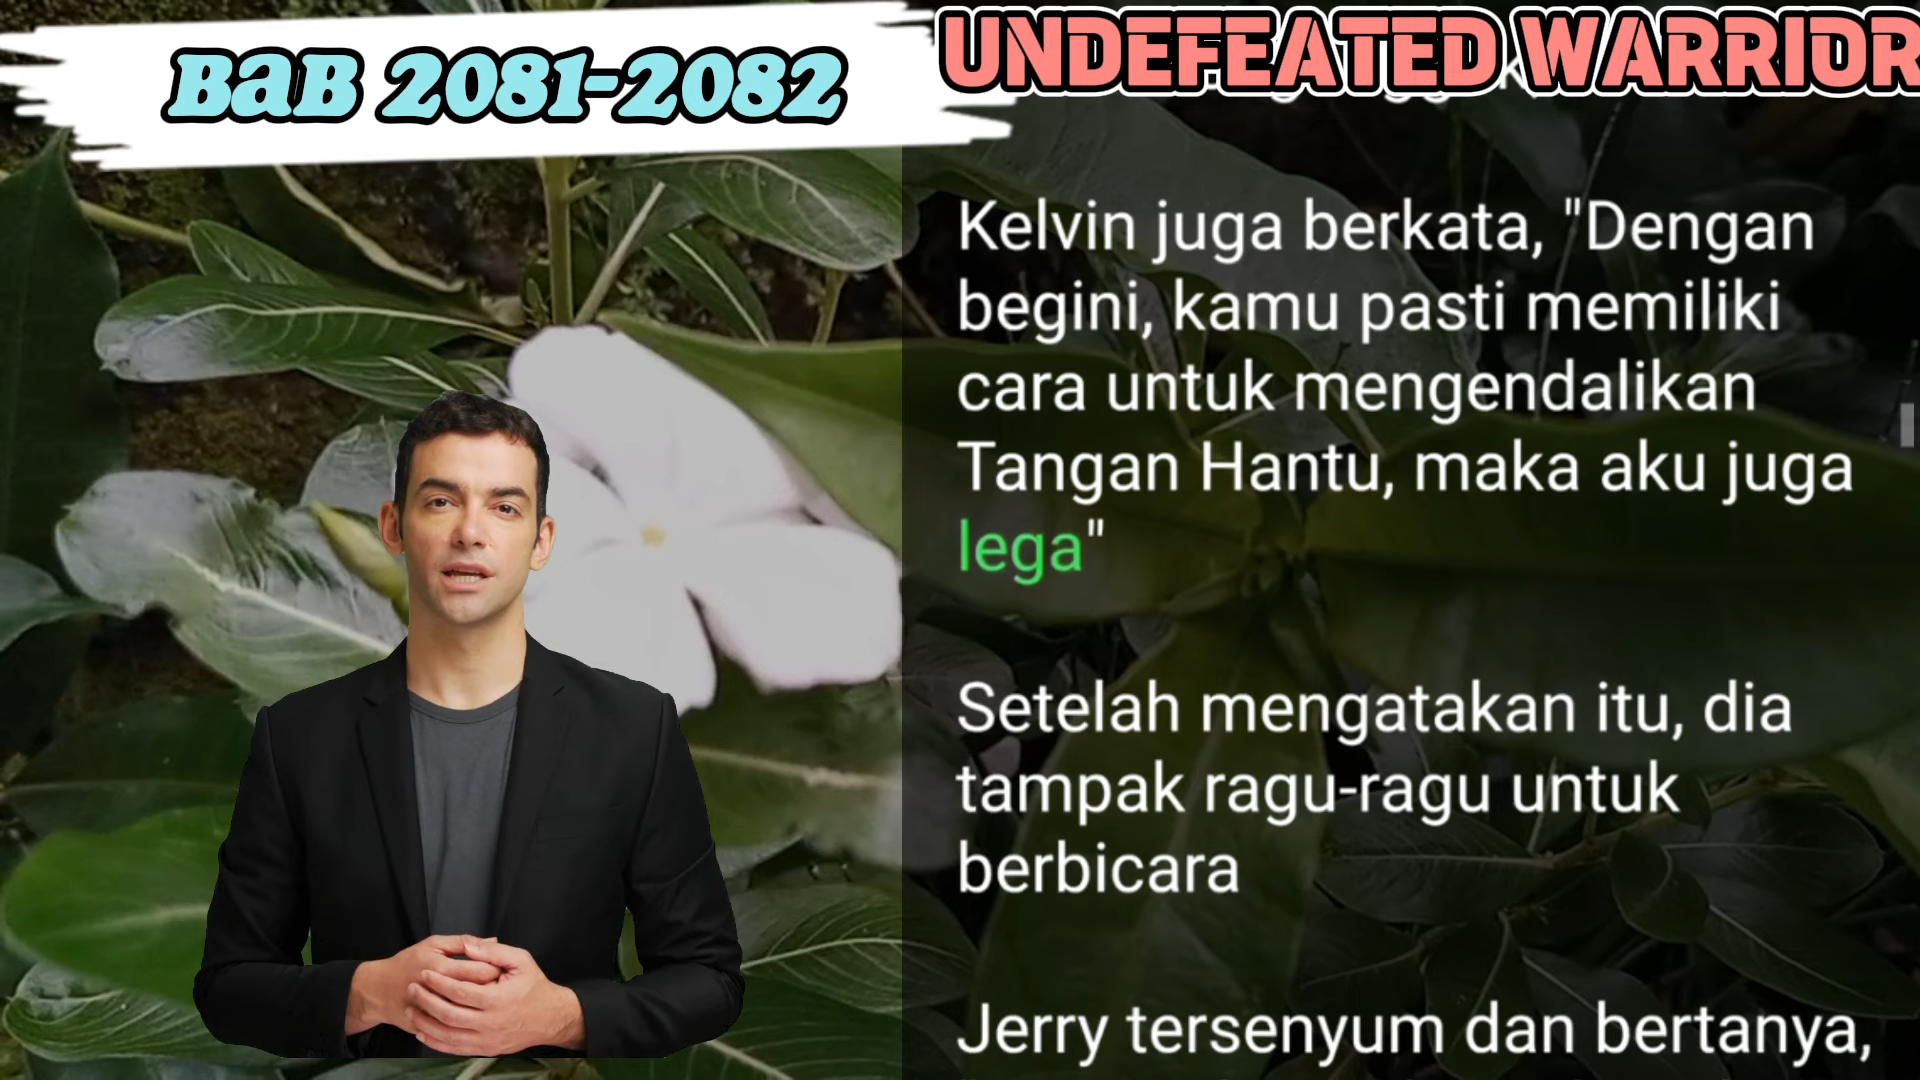 BaB 2081-2082
UNDEFEATED WARRIOR
Kelvin juga berkata, "Dengan
begini, kamu pasti memiliki
cara untuk mengendalikan
Tangan Hantu, maka aku juga
lega"
Setelah mengatakan itu, dia
tampak ragu-ragu untuk
berbicara
Jerry tersenyum dan bertanya,